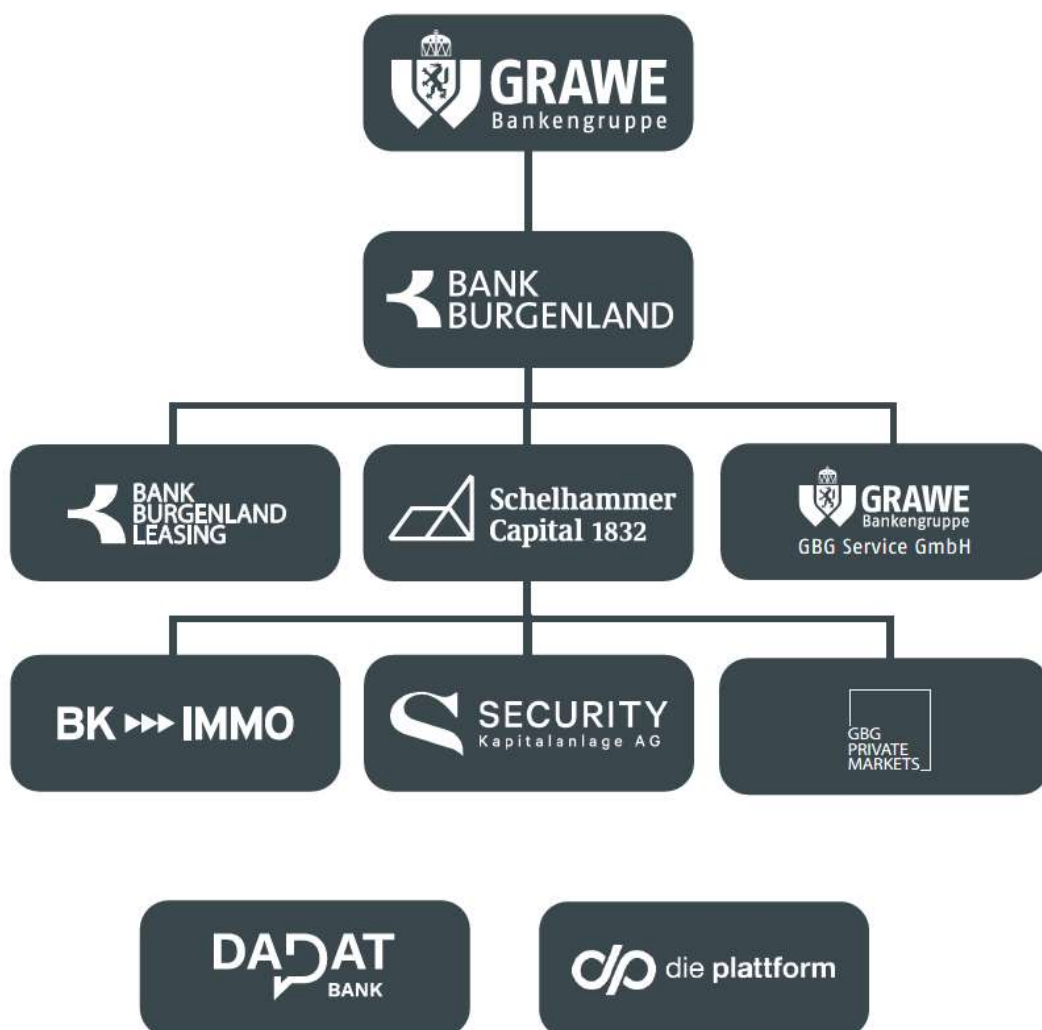 GRAWE
Bankengruppe
BANK
BURGENLAND
BANK
BURGENLAND
LEASING
Schelhammer
Capital 1832
GRAWE
Bankengruppe
GBG Service GmbH
BK IMMO
SECURITY
Kapitalanlage AG
GBG
PRIVATE
MARKETS
DADAT
BANK
dp die plattform